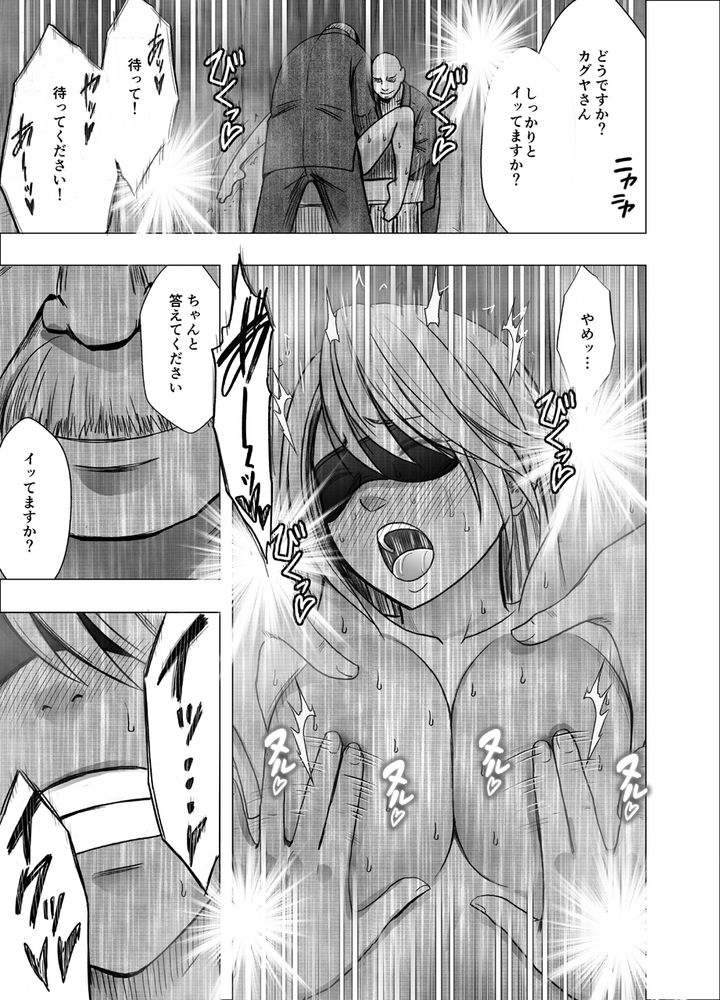 どうですか?
カグヤさん
しっかりと
イッてますか?
ニヤニヤ
びくっ♡
びくっ♡
あッ♡
待って!
やッ♡
待ってください!
あ〜ッ♡
やめッ…
びくっ♡
びくっ♡
ヌル♡
ヌル♡
ヌル♡
ヌル♡
ちゃんと
答えてください
イッてますか?
イッ…
イクッ♡